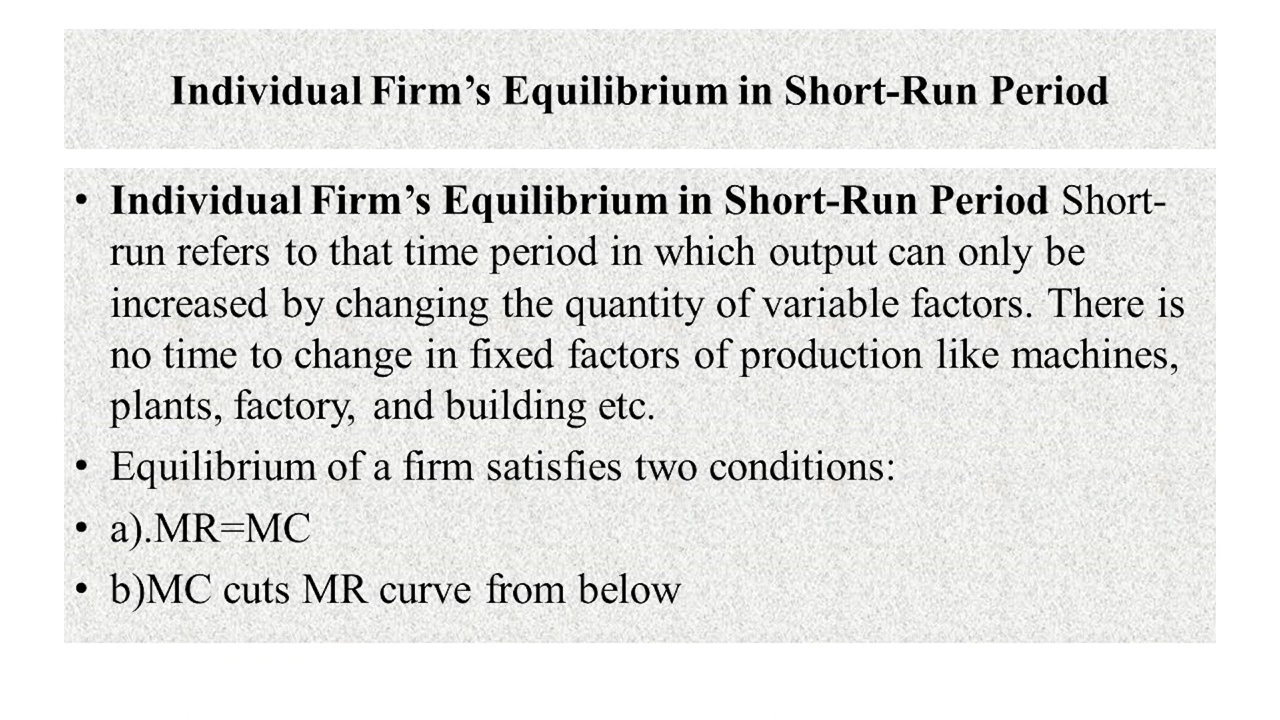 Individual Firm’s Equilibrium in Short-Run Period
• Individual Firm’s Equilibrium in Short-Run Period Short-
run refers to that time period in which output can only be
increased by changing the quantity of variable factors. There is
no time to change in fixed factors of production like machines,
plants, factory, and building etc.
• Equilibrium of a firm satisfies two conditions:
• a).MR=MC
• b)MC cuts MR curve from below